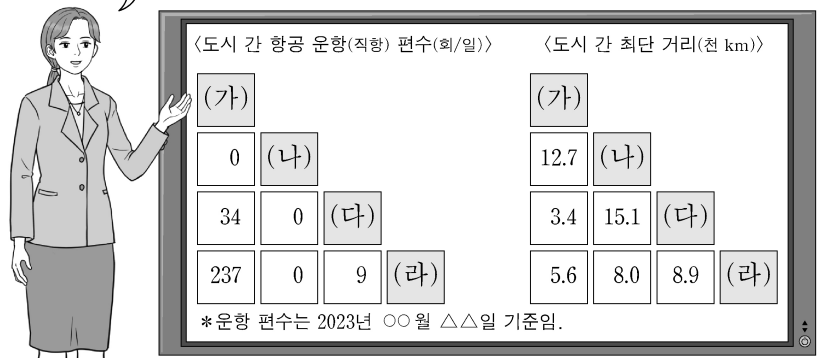 〈도시 간 항공 운항(직항) 편수(회/일)〉 〈도시 간 최단 거리(천 km)〉
(가) (가)
0 (나) 12.7 (나)
34 0 (다) 3.4 15.1 (다)
237 0 9 (라) 5.6 8.0 8.9 (라)
*운항 편수는 2023년 ○○월 △△일 기준임.